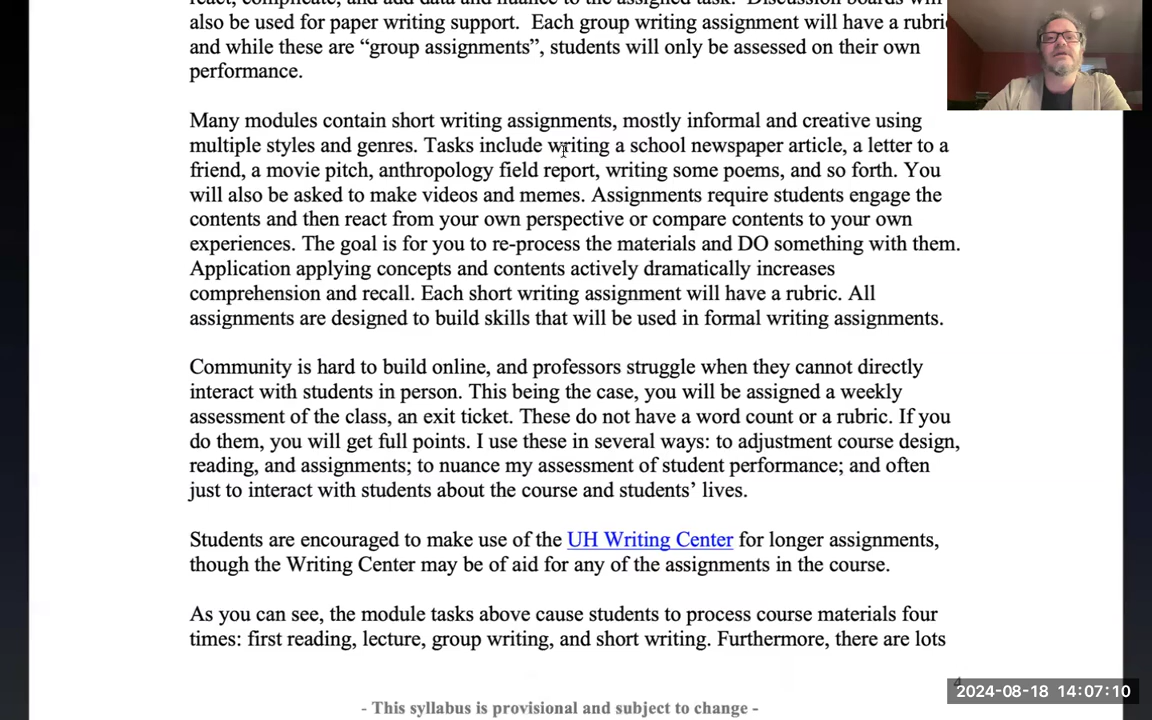 react, complicate, and add data and nuance to the assigned task. Discussion boards will
also be used for paper writing support. Each group writing assignment will have a rubric
and while these are “group assignments”, students will only be assessed on their own
performance.
Many modules contain short writing assignments, mostly informal and creative using
multiple styles and genres. Tasks include writing a school newspaper article, a letter to a
friend, a movie pitch, anthropology field report, writing some poems, and so forth. You
will also be asked to make videos and memes. Assignments require students engage the
contents and then react from your own perspective or compare contents to your own
experiences. The goal is for you to re-process the materials and DO something with them.
Application applying concepts and contents actively dramatically increases
comprehension and recall. Each short writing assignment will have a rubric. All
assignments are designed to build skills that will be used in formal writing assignments.
Community is hard to build online, and professors struggle when they cannot directly
interact with students in person. This being the case, you will be assigned a weekly
assessment of the class, an exit ticket. These do not have a word count or a rubric. If you
do them, you will get full points. I use these in several ways: to adjustment course design,
reading, and assignments; to nuance my assessment of student performance; and often
just to interact with students about the course and students’ lives.
Students are encouraged to make use of the UH Writing Center for longer assignments,
though the Writing Center may be of aid for any of the assignments in the course.
As you can see, the module tasks above cause students to process course materials four
times: first reading, lecture, group writing, and short writing. Furthermore, there are lots
4
- This syllabus is provisional and subject to change -
2024-08-18 14:07:10